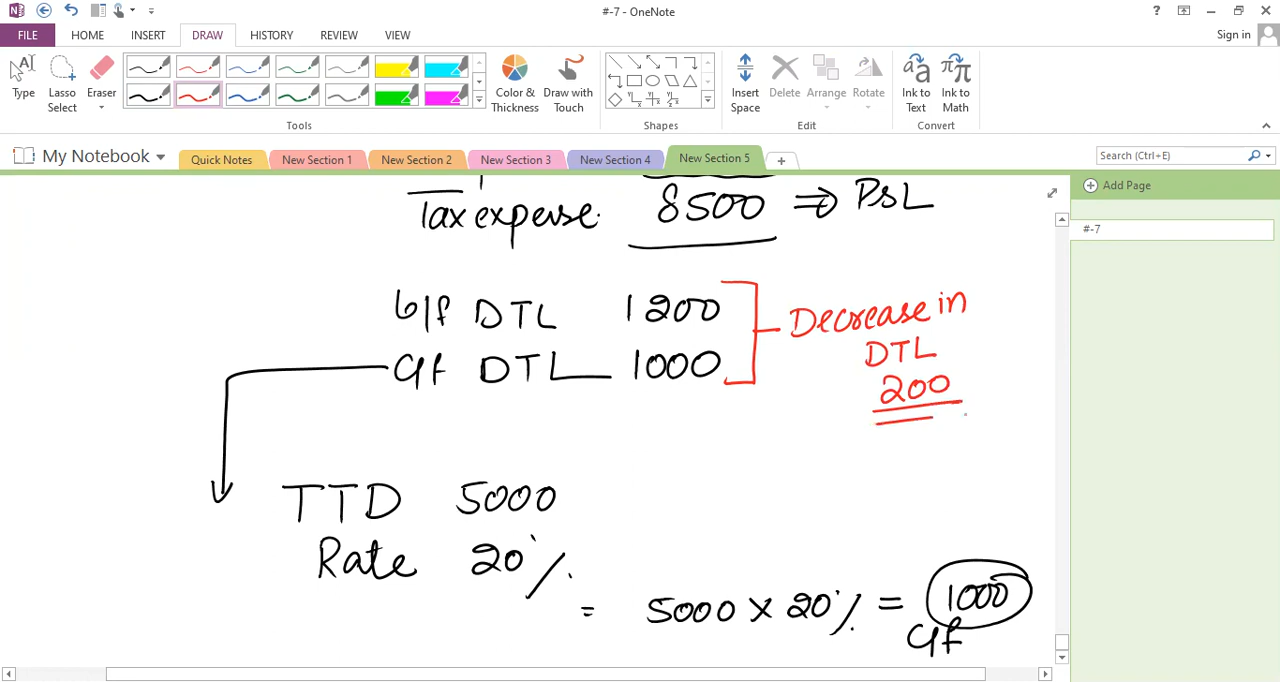 #-7 - OneNote
FILE HOME INSERT DRAW HISTORY REVIEW VIEW Sign in
Type Lasso Select Eraser Color & Thickness Draw with Touch Insert Space Delete Arrange Rotate Ink to Text Ink to Math
Tools Shapes Edit Convert
My Notebook Quick Notes New Section 1 New Section 2 New Section 3 New Section 4 New Section 5 Search (Ctrl+E)
Add Page
#-7
Tax expense 8500 ⇒ P&L
b/f DTL 1200
c/f DTL 1000
Decrease in
DTL
200
TTD 5000
Rate 20%
= 5000 × 20% = 1000
c/f